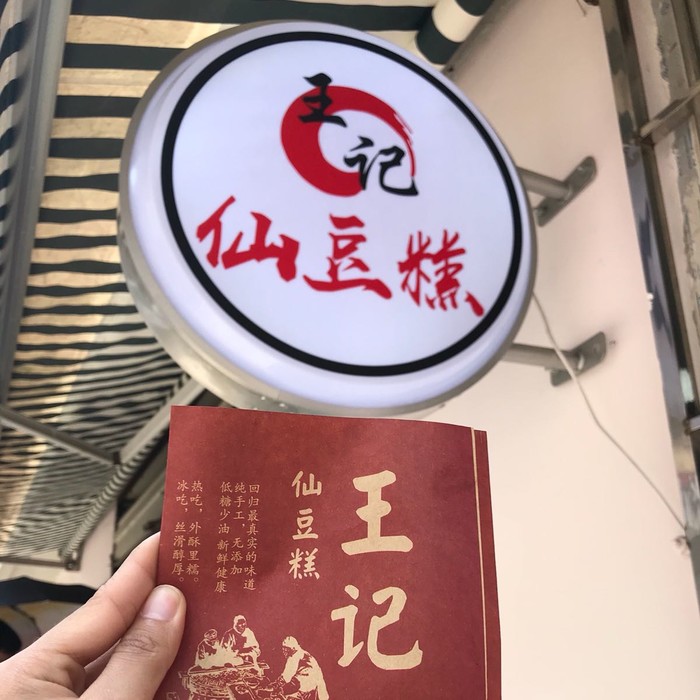 王记
仙豆糕
王记
仙豆糕
回归最真实的味道
纯手工，无添加
低糖少油 新鲜健康
热吃，外酥里糯。
冰吃，丝滑醇厚。